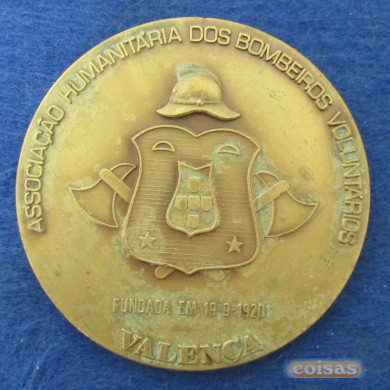 ASSOCIAÇÃO HUMANITÁRIA DOS BOMBEIROS VOLUNTÁRIOS
FUNDADA EM 19-9-1920
VALENÇA
coisas